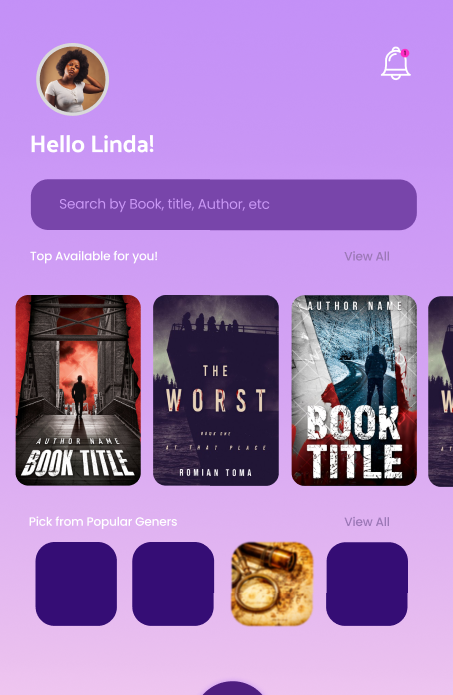 Hello Linda!
Search by Book, title, Author, etc
Top Available for you!
View All
AUTHOR NAME
BOOK TITLE
THE
WORST
BOOK ONE
AT THAT PLACE
ROMIAN TOMA
AUTHOR NAME
BOOK
TITLE
Pick from Popular Geners
View All